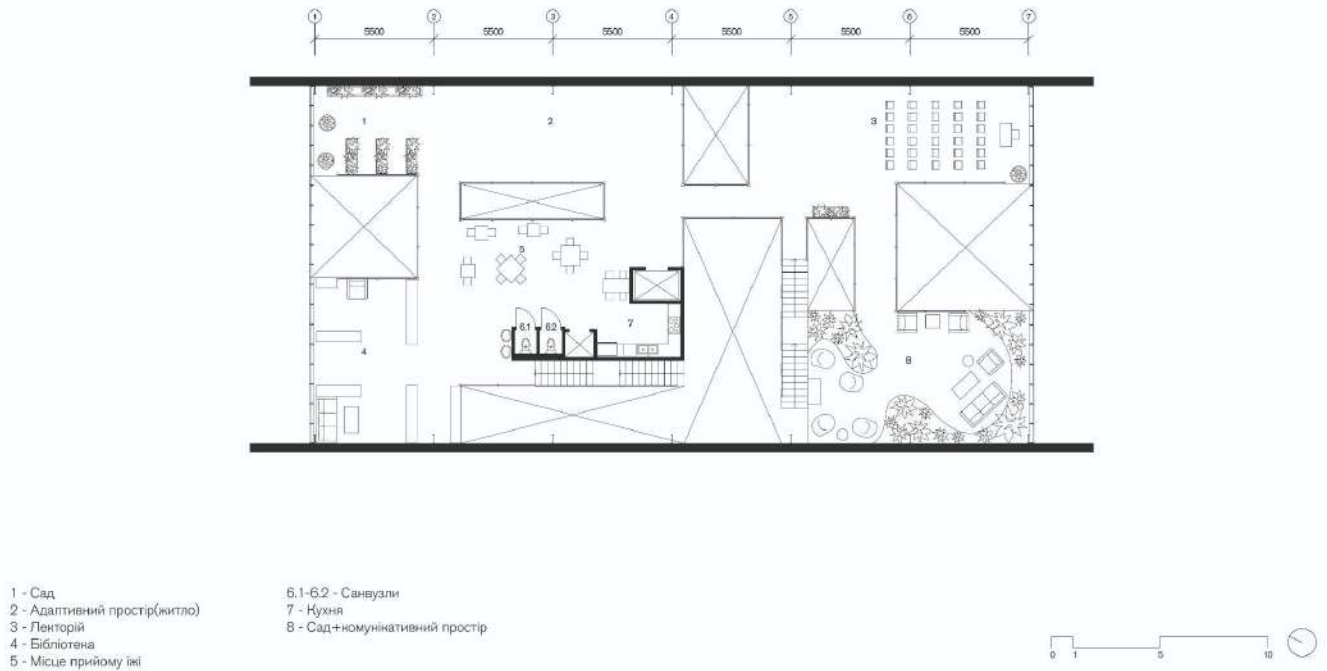 1 2 3 4 5 6 7
5500 5500 5500 5500 5500 5500
1 2 3
5
6.1 6.2 7
4 8
1 - Сад
2 - Адаптивний простір(житло)
3 - Лекторій
4 - Бібліотека
5 - Місце прийому їжі
6.1-6.2 - Санвузли
7 - Кухня
8 - Сад+комунікативний простір
0 1 5 10